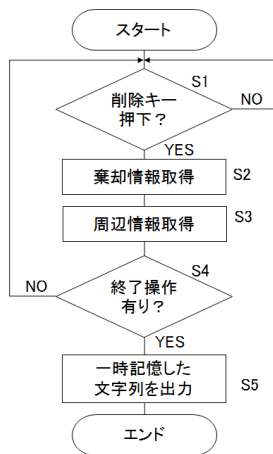 スタート
S1
削除キー
押下？
NO
YES
棄却情報取得
S2
周辺情報取得
S3
S4
終了操作
有り？
NO
YES
一時記憶した
文字列を出力
S5
エンド